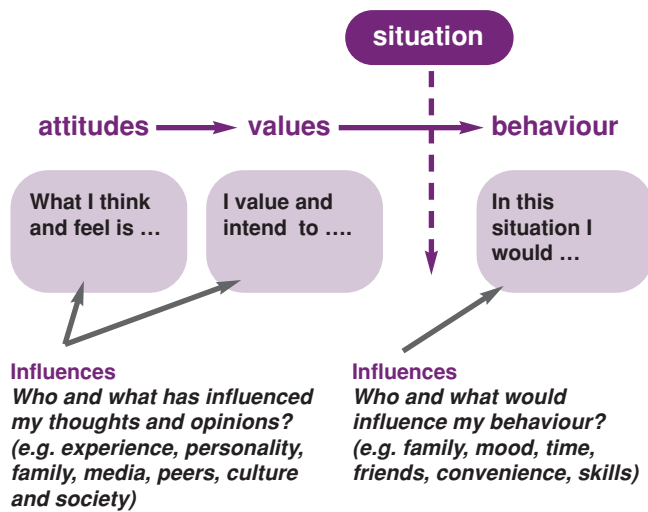 situation
attitudes
values
behaviour
What I think
and feel is …
I value and
intend to ….
In this
situation I
would …
Influences
Who and what has influenced
my thoughts and opinions?
(e.g. experience, personality,
family, media, peers, culture
and society)
Influences
Who and what would
influence my behaviour?
(e.g. family, mood, time,
friends, convenience, skills)